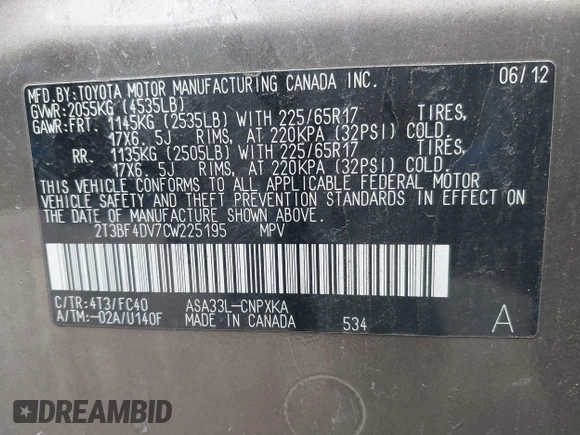 MFD.BY:TOYOTA MOTOR MANUFACTURING CANADA INC. 06/12
GVWR:2055KG (4535LB)
GAWR:FRT. 1145KG (2535LB) WITH 225/65R17 TIRES,
17X6. 5J RIMS, AT 220KPA (32PSI) COLD.
RR. 1135KG (2505LB) WITH 225/65R17 TIRES,
17X6. 5J RIMS, AT 220KPA (32PSI) COLD.
THIS VEHICLE CONFORMS TO ALL APPLICABLE FEDERAL MOTOR
VEHICLE SAFETY AND THEFT PREVENTION STANDARDS IN EFFECT ON
THE DATE OF MANUFACTURE SHOWN ABOVE.
2T3BF4DV7CW225195 MPV
C/TR:4T3/FC40 ASA33L-CNPXKA
A/TM:-02A/U140F MADE IN CANADA 534 A
DREAMBID